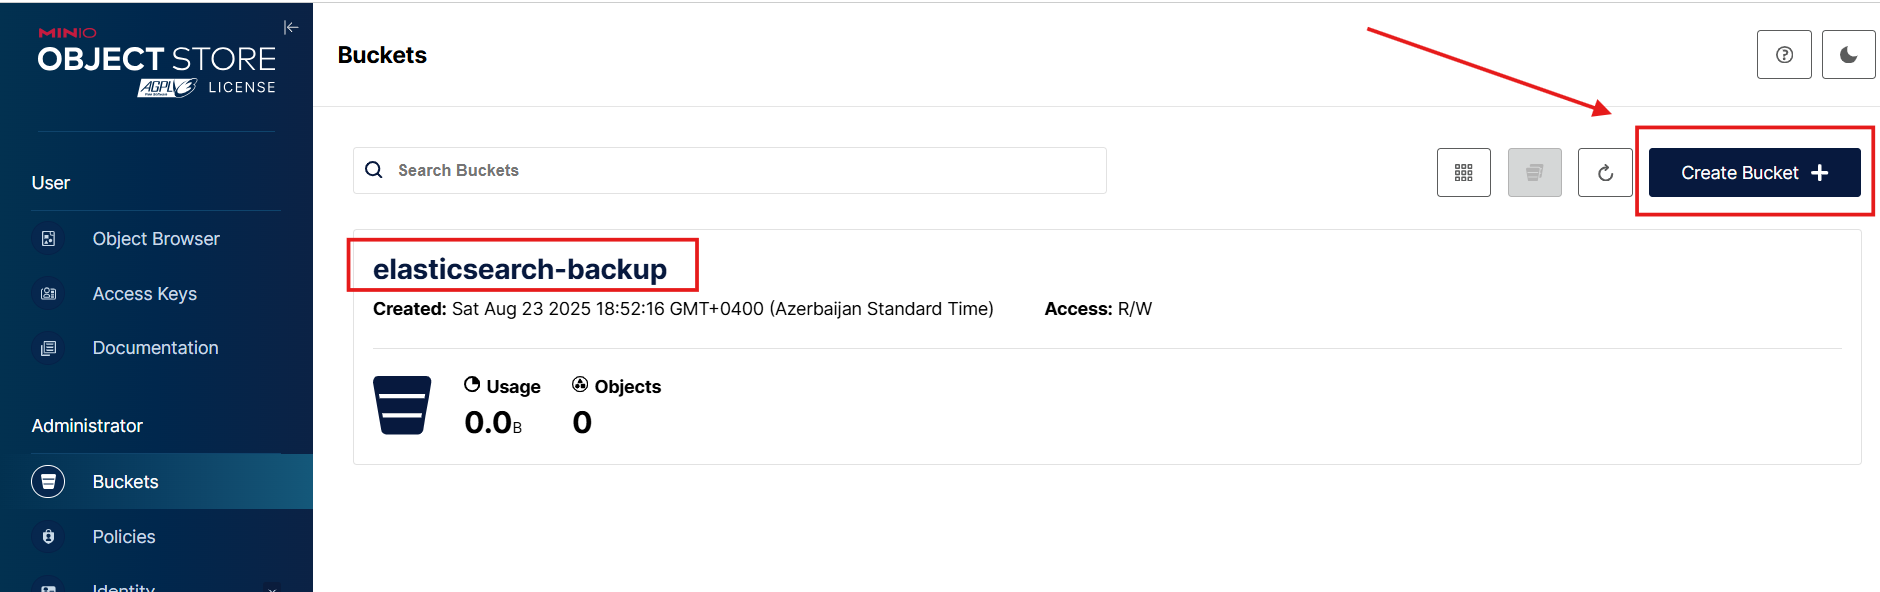 MINIO
OBJECT STORE
AGPLv3 LICENSE
User
Object Browser
Access Keys
Documentation
Administrator
Buckets
Policies
Identity
Buckets
Search Buckets
Create Bucket
elasticsearch-backup
Created: Sat Aug 23 2025 18:52:16 GMT+0400 (Azerbaijan Standard Time) Access: R/W
Usage Objects
0.0B 0